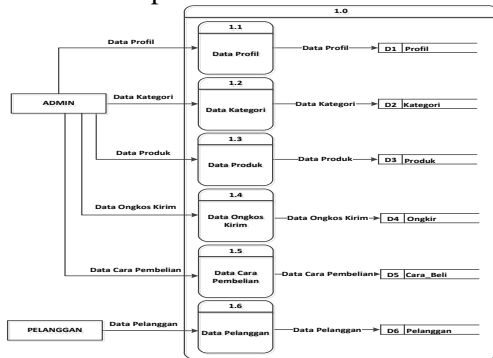 1.0
1.1
Data Profil
Data Profil
Data Profil
D1 Profil
1.2
ADMIN
Data Kategori
Data Kategori
Data Kategori
D2 Kategori
1.3
Data Produk
Data Produk
Data Produk
D3 Produk
1.4
Data Ongkos Kirim
Data Ongkos
Kirim
Data Ongkos Kirim
D4 Ongkir
1.5
Data Cara Pembelian
Data Cara
Pembelian
Data Cara Pembelian
D5 Cara_Beli
1.6
PELANGGAN
Data Pelanggan
Data Pelanggan
Data Pelanggan
D6 Pelanggan